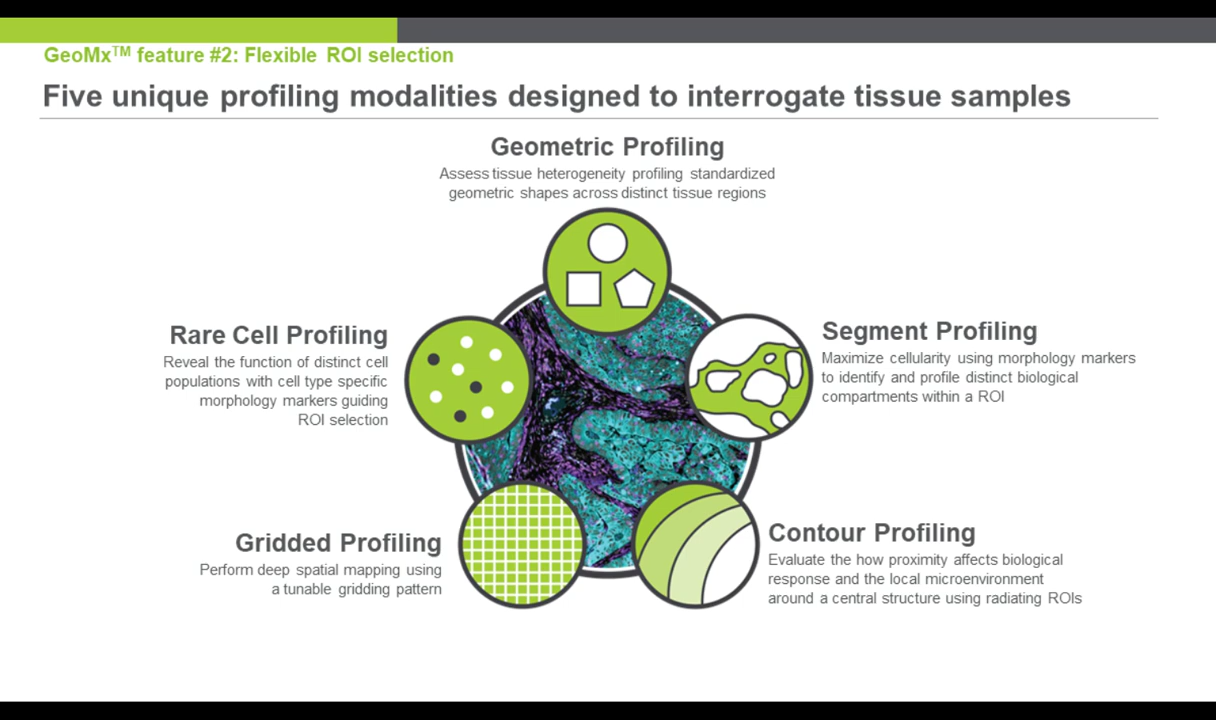 GeoMx™ feature #2: Flexible ROI selection
Five unique profiling modalities designed to interrogate tissue samples
Geometric Profiling
Assess tissue heterogeneity profiling standardized
geometric shapes across distinct tissue regions
Rare Cell Profiling
Reveal the function of distinct cell
populations with cell type specific
morphology markers guiding
ROI selection
Segment Profiling
Maximize cellularity using morphology markers
to identify and profile distinct biological
compartments within a ROI
Gridded Profiling
Perform deep spatial mapping using
a tunable gridding pattern
Contour Profiling
Evaluate the how proximity affects biological
response and the local microenvironment
around a central structure using radiating ROIs